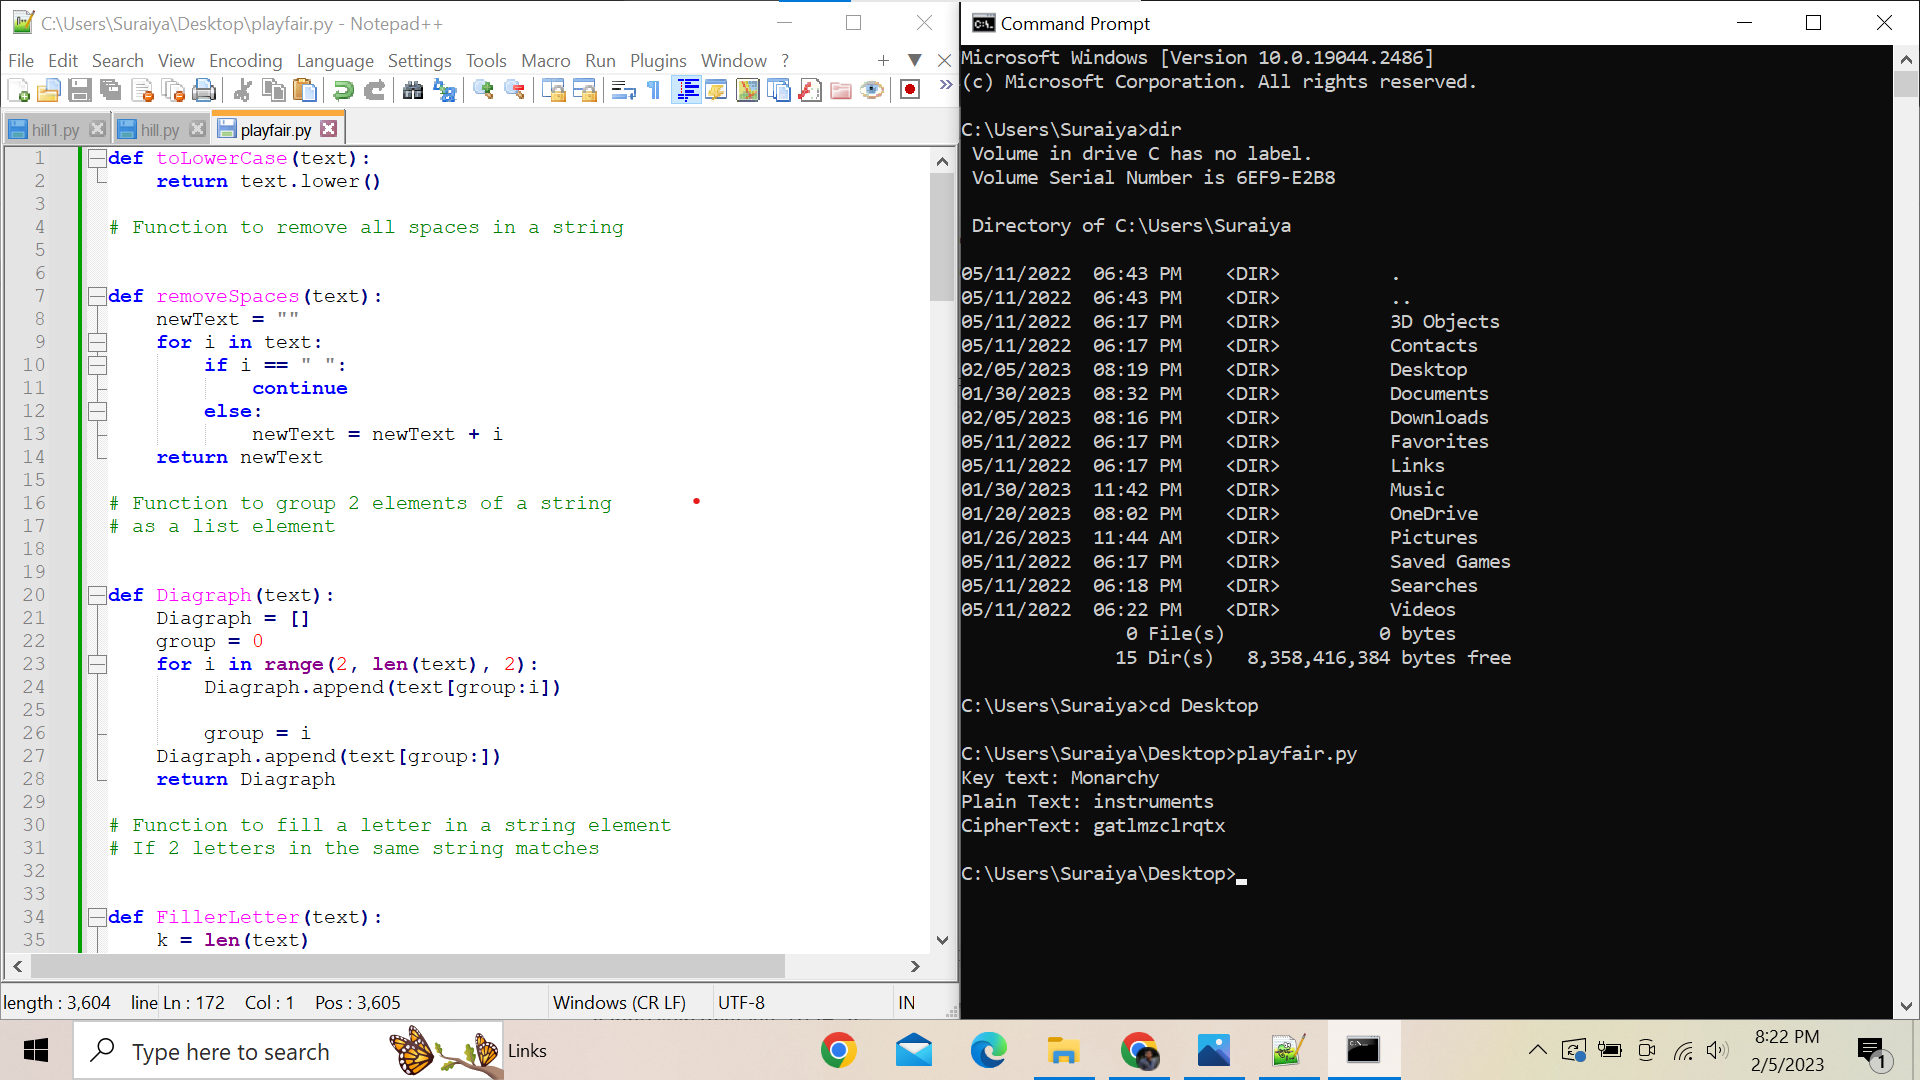 C:\Users\Suraiya\Desktop\playfair.py - Notepad++
File Edit Search View Encoding Language Settings Tools Macro Run Plugins Window ?
hill1.py hill.py playfair.py
1 def toLowerCase(text):
2 return text.lower()
3
4 # Function to remove all spaces in a string
5
6
7 def removeSpaces(text):
8 newText = ""
9 for i in text:
10 if i == " ":
11 continue
12 else:
13 newText = newText + i
14 return newText
15
16 # Function to group 2 elements of a string
17 # as a list element
18
19
20 def Diagraph(text):
21 Diagraph = []
22 group = 0
23 for i in range(2, len(text), 2):
24 Diagraph.append(text[group:i])
25
26 group = i
27 Diagraph.append(text[group:])
28 return Diagraph
29
30 # Function to fill a letter in a string element
31 # If 2 letters in the same string matches
32
33
34 def FillerLetter(text):
35 k = len(text)
length : 3,604 line Ln : 172 Col : 1 Pos : 3,605 Windows (CR LF) UTF-8 IN
Command Prompt
Microsoft Windows [Version 10.0.19044.2486]
(c) Microsoft Corporation. All rights reserved.
C:\Users\Suraiya>dir
Volume in drive C has no label.
Volume Serial Number is 6EF9-E2B8
Directory of C:\Users\Suraiya
05/11/2022 06:43 PM <DIR> .
05/11/2022 06:43 PM <DIR> ..
05/11/2022 06:17 PM <DIR> 3D Objects
05/11/2022 06:17 PM <DIR> Contacts
02/05/2023 08:19 PM <DIR> Desktop
01/30/2023 08:32 PM <DIR> Documents
02/05/2023 08:16 PM <DIR> Downloads
05/11/2022 06:17 PM <DIR> Favorites
05/11/2022 06:17 PM <DIR> Links
01/30/2023 11:42 PM <DIR> Music
01/20/2023 08:02 PM <DIR> OneDrive
01/26/2023 11:44 AM <DIR> Pictures
05/11/2022 06:17 PM <DIR> Saved Games
05/11/2022 06:18 PM <DIR> Searches
05/11/2022 06:22 PM <DIR> Videos
0 File(s) 0 bytes
15 Dir(s) 8,358,416,384 bytes free
C:\Users\Suraiya>cd Desktop
C:\Users\Suraiya\Desktop>playfair.py
Key text: Monarchy
Plain Text: instruments
CipherText: gatlmzclrqtx
C:\Users\Suraiya\Desktop>
Type here to search
Links
8:22 PM
2/5/2023
1